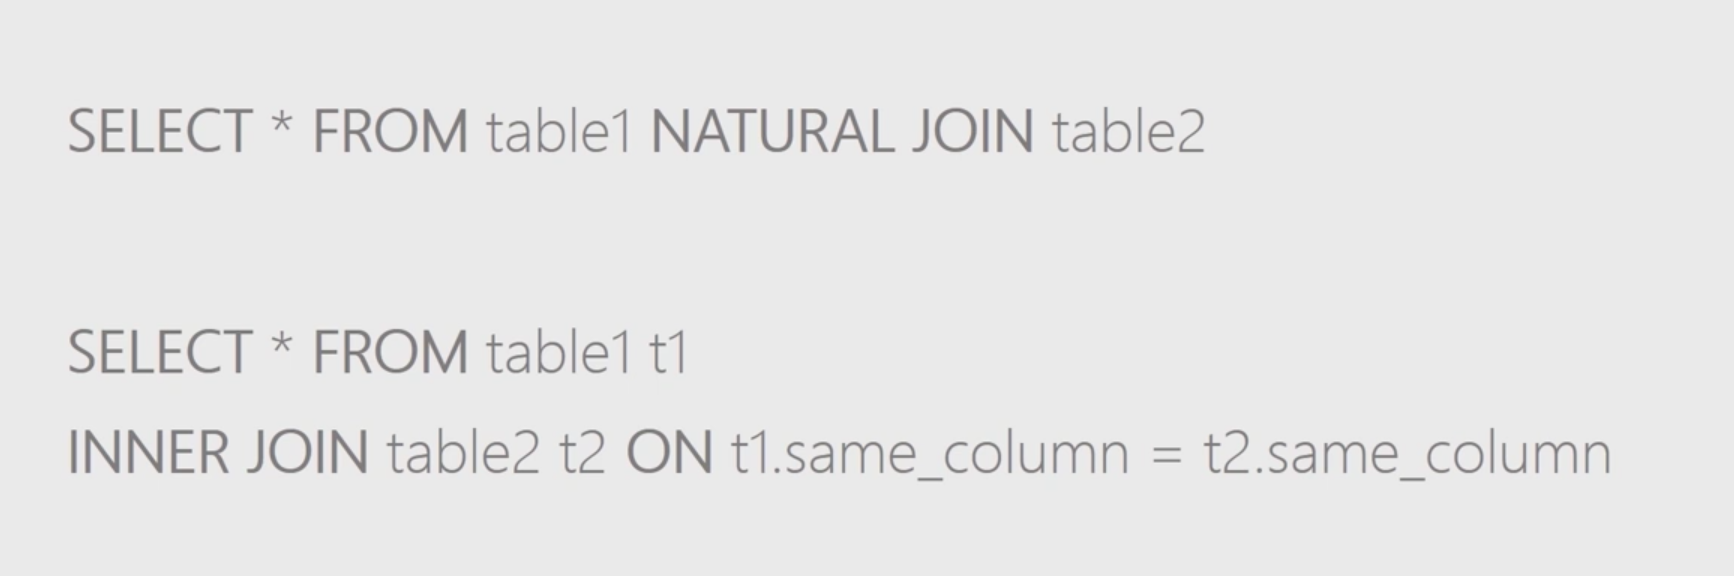 SELECT * FROM table1 NATURAL JOIN table2
SELECT * FROM table1 t1
INNER JOIN table2 t2 ON t1.same_column = t2.same_column